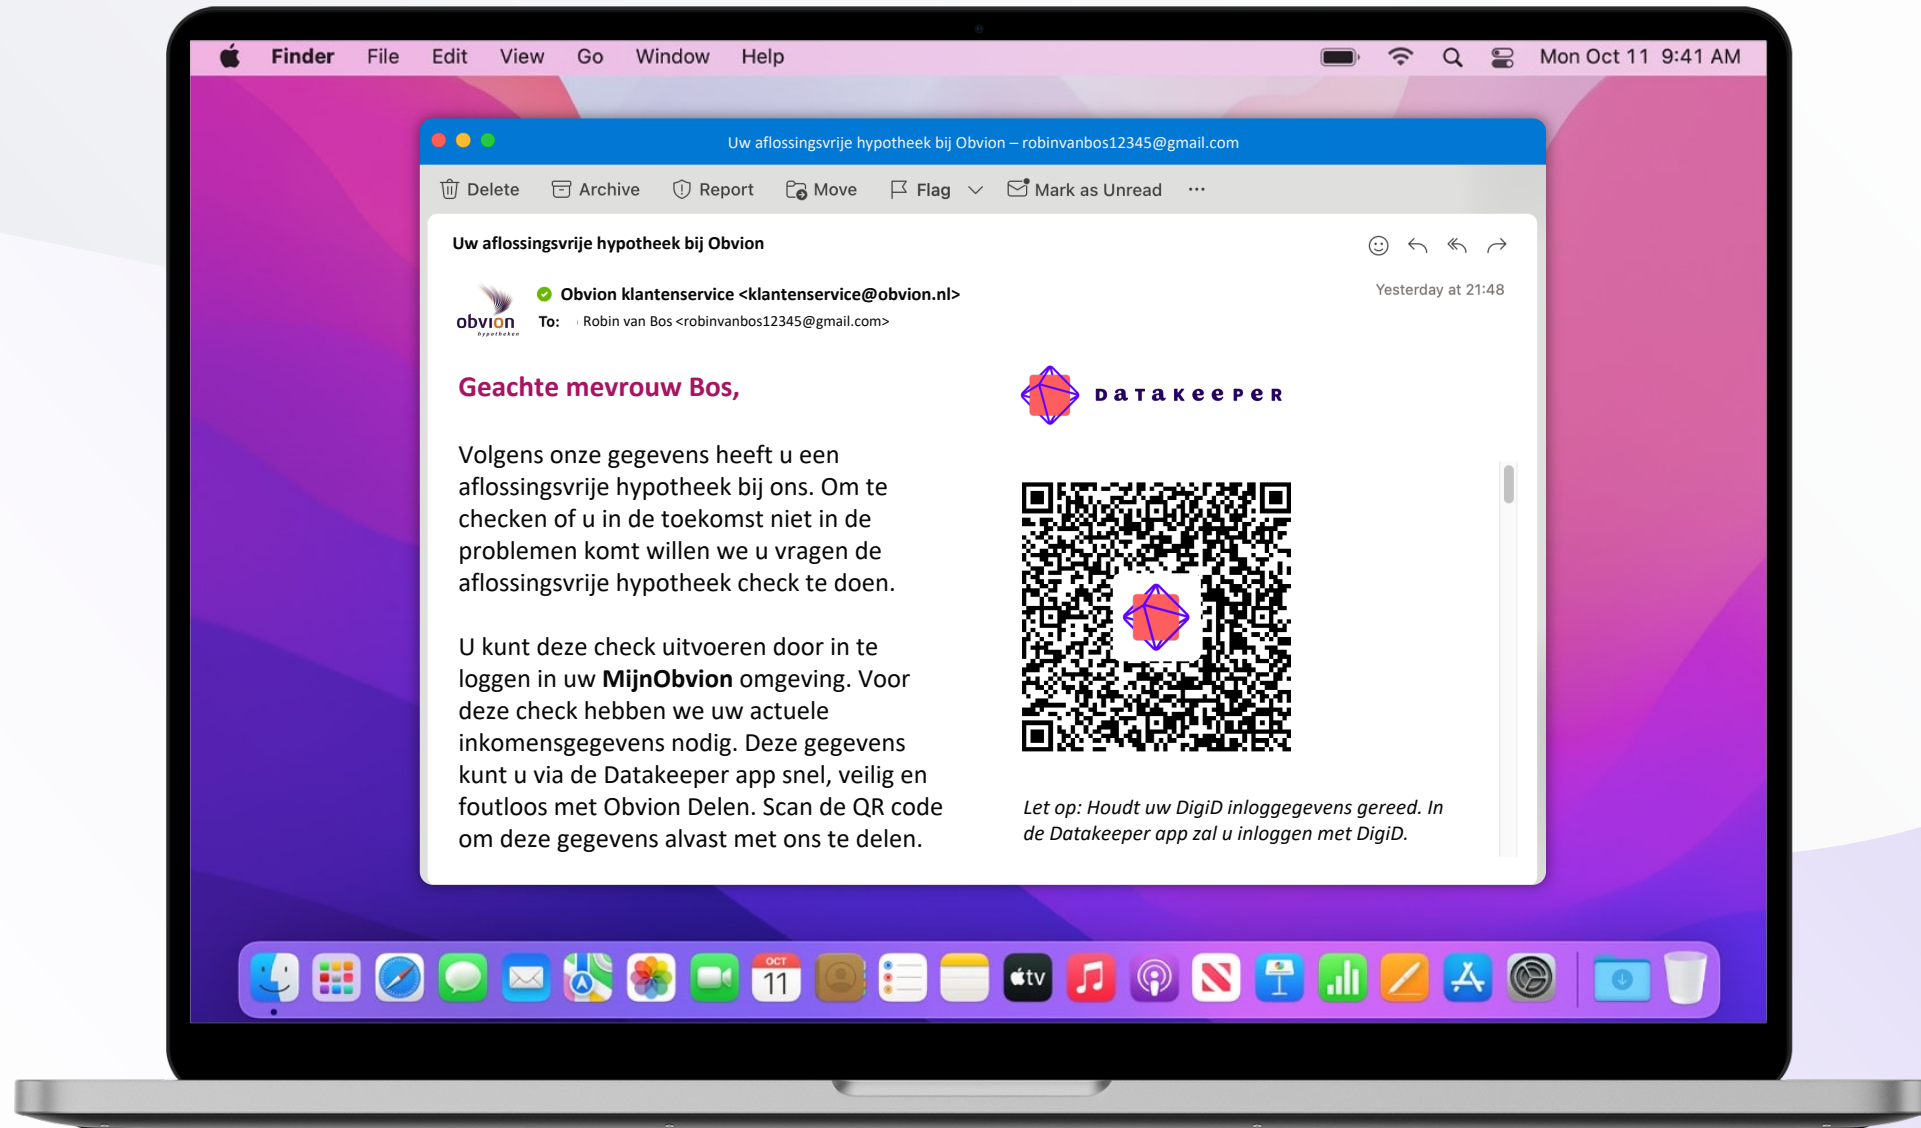 Finder File Edit View Go Window Help Mon Oct 11 9:41 AM
Uw aflossingsvrije hypotheek bij Obvion – robinvanbos12345@gmail.com
Delete Archive Report Move Flag Mark as Unread
Uw aflossingsvrije hypotheek bij Obvion
obvion
hypotheken
Obvion klantenservice <klantenservice@obvion.nl>
Yesterday at 21:48
To: Robin van Bos <robinvanbos12345@gmail.com>
Geachte mevrouw Bos,
Volgens onze gegevens heeft u een
aflossingsvrije hypotheek bij ons. Om te
checken of u in de toekomst niet in de
problemen komt willen we u vragen de
aflossingsvrije hypotheek check te doen.
U kunt deze check uitvoeren door in te
loggen in uw MijnObvion omgeving. Voor
deze check hebben we uw actuele
inkomensgegevens nodig. Deze gegevens
kunt u via de Datakeeper app snel, veilig en
foutloos met Obvion Delen. Scan de QR code
om deze gegevens alvast met ons te delen.
DaTaKeePeR
Let op: Houdt uw DigiD inloggegevens gereed. In
de Datakeeper app zal u inloggen met DigiD.
OCT
11
tv